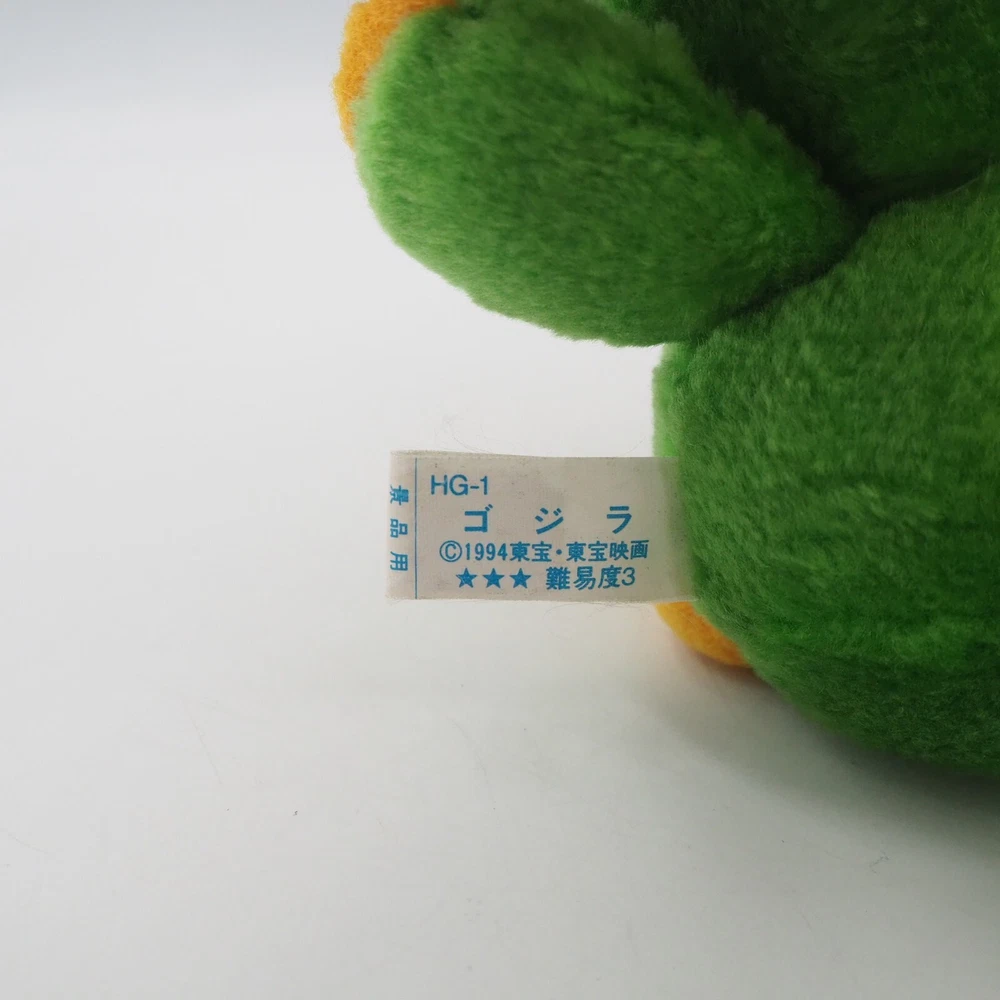 景品用
HG-1
ゴジラ
©1994東宝・東宝映画
★★★ 難易度3